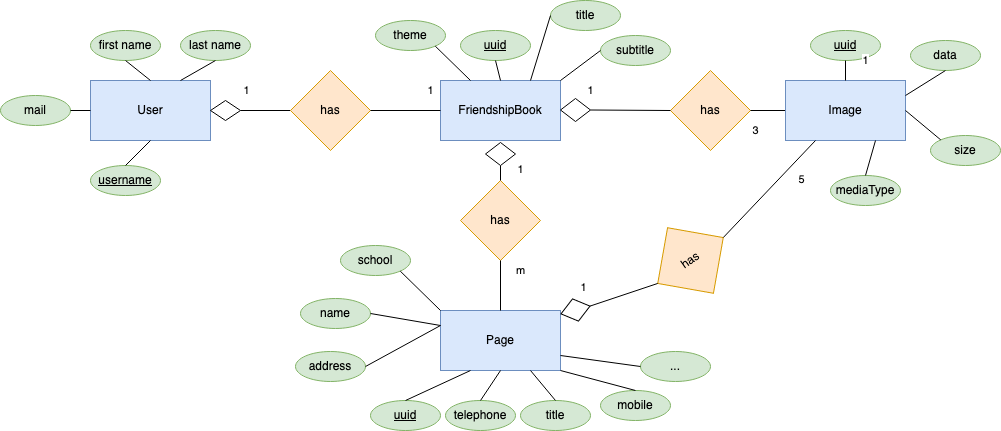 title
theme
uuid
subtitle
first name
last name
uuid
data
1
mail
User
1
has
1
FriendshipBook
1
has
3
Image
size
username
mediaType
1
has
m
5
has
1
school
name
address
Page
...
uuid
telephone
title
mobile